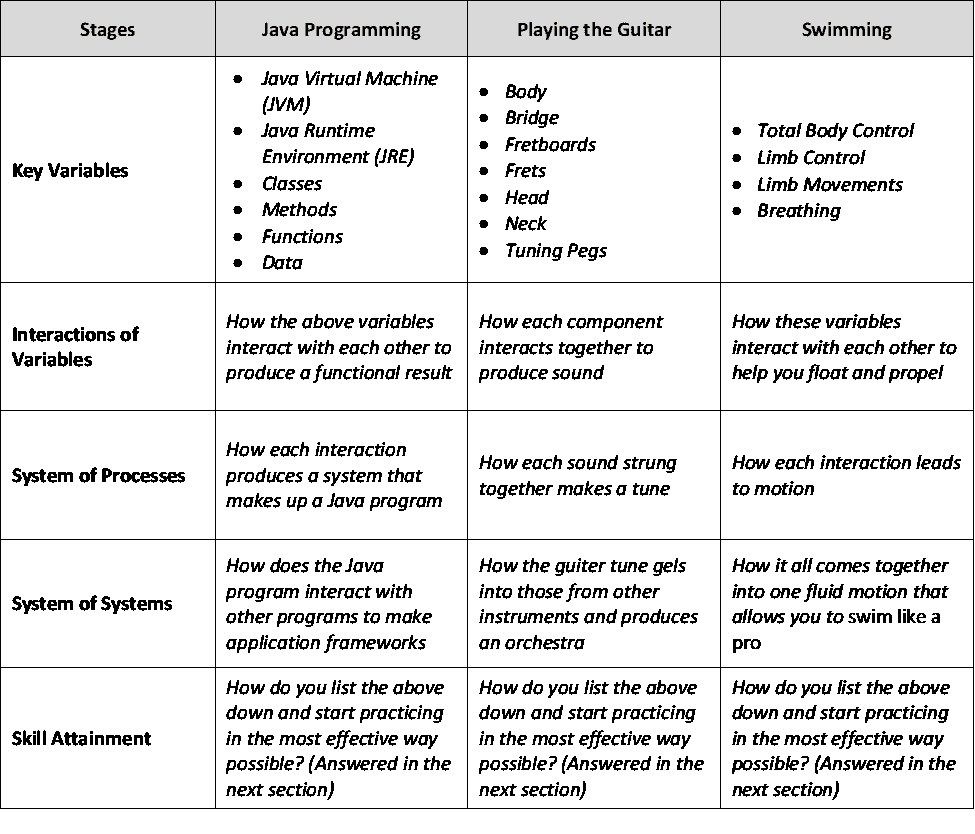 Stages
Java Programming
Playing the Guitar
Swimming
Key Variables
• Java Virtual Machine
(JVM)
• Java Runtime
Environment (JRE)
• Classes
• Methods
• Functions
• Data
• Body
• Bridge
• Fretboards
• Frets
• Head
• Neck
• Tuning Pegs
• Total Body Control
• Limb Control
• Limb Movements
• Breathing
Interactions of
Variables
How the above variables
interact with each other to
produce a functional result
How each component
interacts together to
produce sound
How these variables
interact with each other to
help you float and propel
System of Processes
How each interaction
produces a system that
makes up a Java program
How each sound strung
together makes a tune
How each interaction leads
to motion
System of Systems
How does the Java
program interact with
other programs to make
application frameworks
How the guiter tune gels
into those from other
instruments and produces
an orchestra
How it all comes together
into one fluid motion that
allows you to swim like a
pro
Skill Attainment
How do you list the above
down and start practicing
in the most effective way
possible? (Answered in the
next section)
How do you list the above
down and start practicing
in the most effective way
possible? (Answered in the
next section)
How do you list the above
down and start practicing
in the most effective way
possible? (Answered in the
next section)